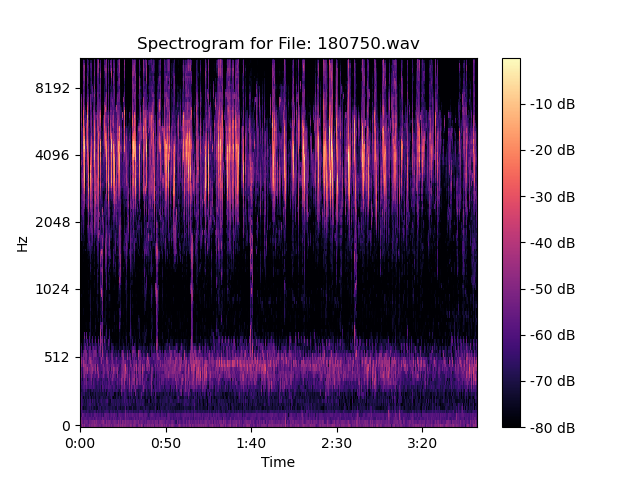 Spectrogram for File: 180750.wav
8192
4096
2048
1024
512
0
Hz
0:00
0:50
1:40
2:30
3:20
Time
-10 dB
-20 dB
-30 dB
-40 dB
-50 dB
-60 dB
-70 dB
-80 dB